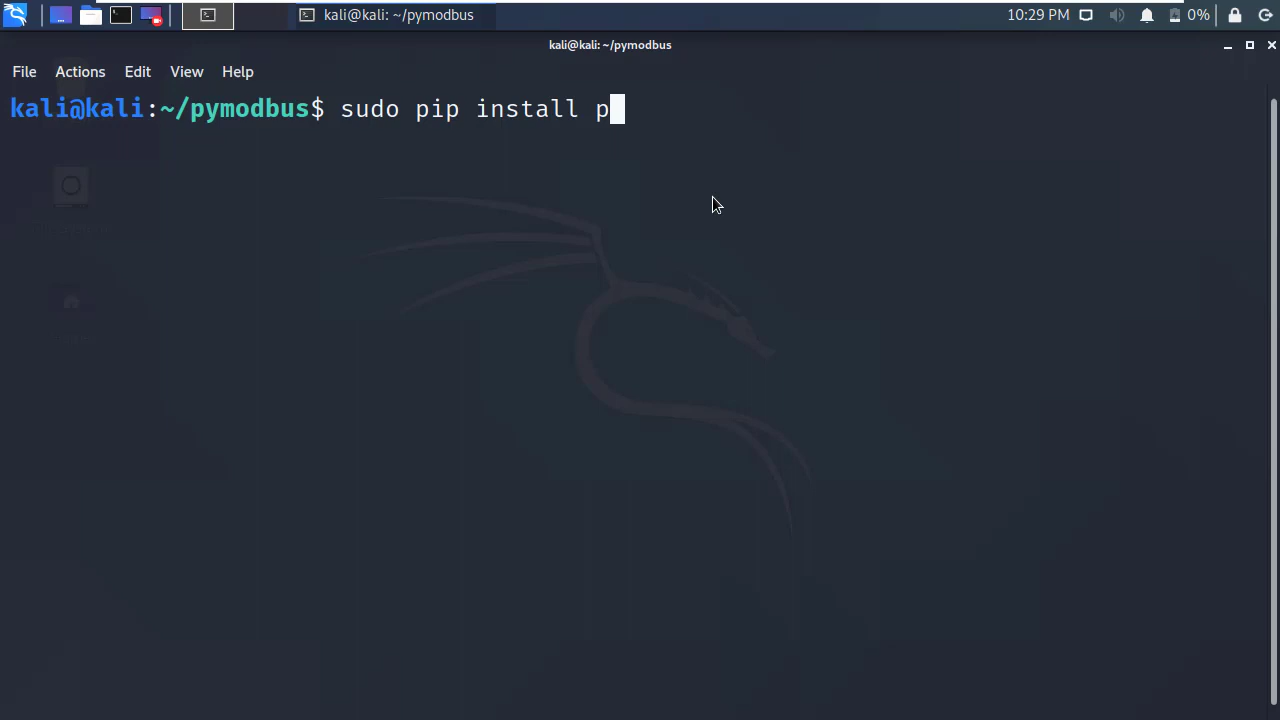 kali@kali: ~/pymodbus
10:29 PM
0%
kali@kali: ~/pymodbus
File Actions Edit View Help
kali@kali:~/pymodbus$ sudo pip install p